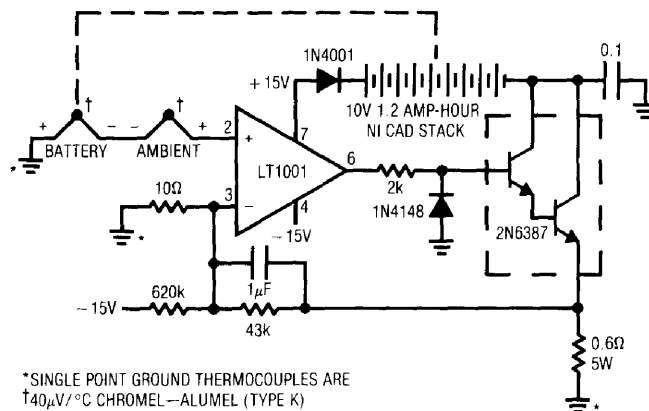 †
†
+ − − +
BATTERY AMBIENT
*
1N4001
+15V
10V 1.2 AMP-HOUR
NI CAD STACK
0.1
2
+
7
LT1001
6
3
−
4
−15V
10Ω
*
2k
1N4148
2N6387
620k
−15V
1μF
43k
0.6Ω
5W
*
*SINGLE POINT GROUND THERMOCOUPLES ARE
†40μV/°C CHROMEL—ALUMEL (TYPE K)